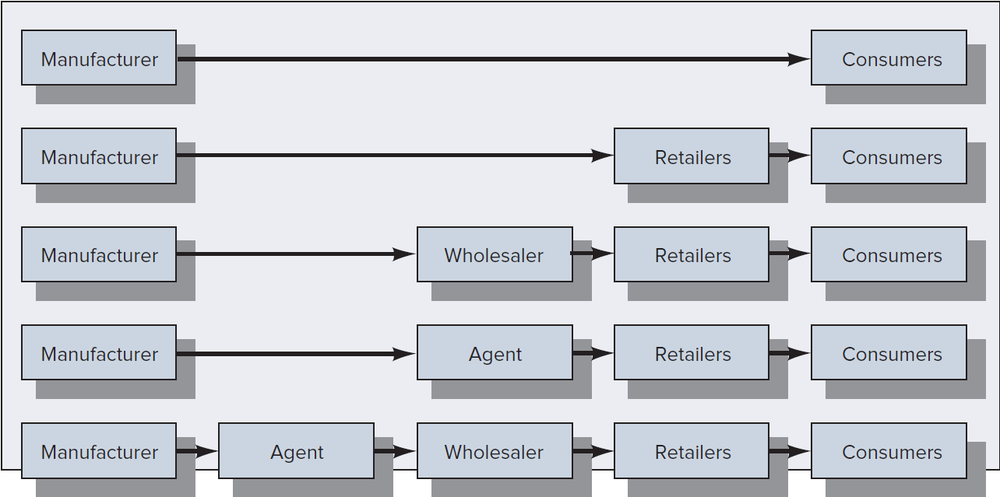 Manufacturer Consumers
Manufacturer Retailers Consumers
Manufacturer Wholesaler Retailers Consumers
Manufacturer Agent Retailers Consumers
Manufacturer Agent Wholesaler Retailers Consumers